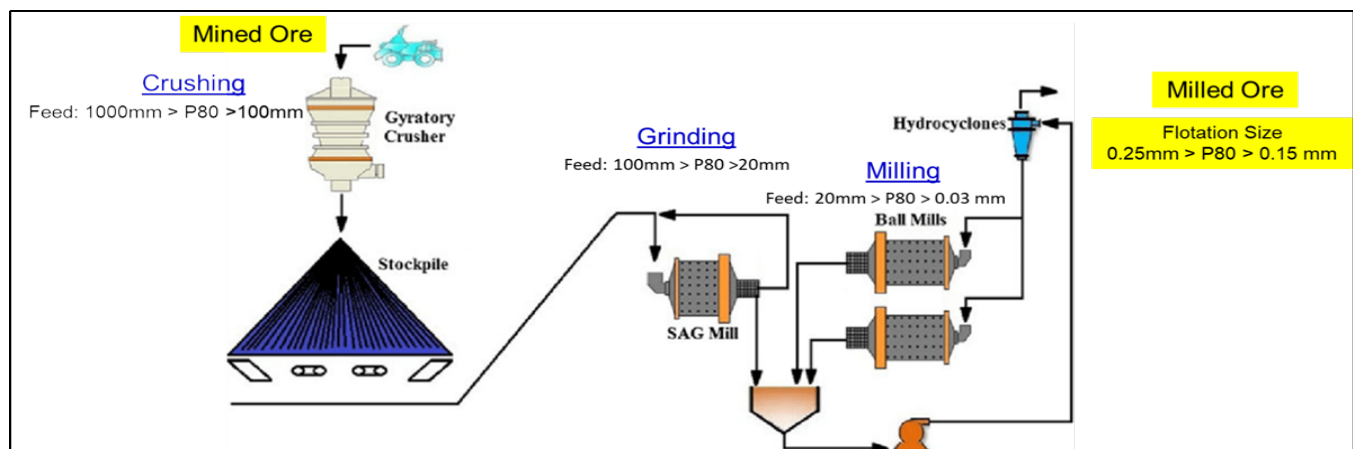 Mined Ore
Crushing
Feed: 1000mm > P80 >100mm
Gyratory
Crusher
Stockpile
Grinding
Feed: 100mm > P80 >20mm
SAG Mill
Milling
Feed: 20mm > P80 > 0.03 mm
Ball Mills
Hydrocyclones
Milled Ore
Flotation Size
0.25mm > P80 > 0.15 mm